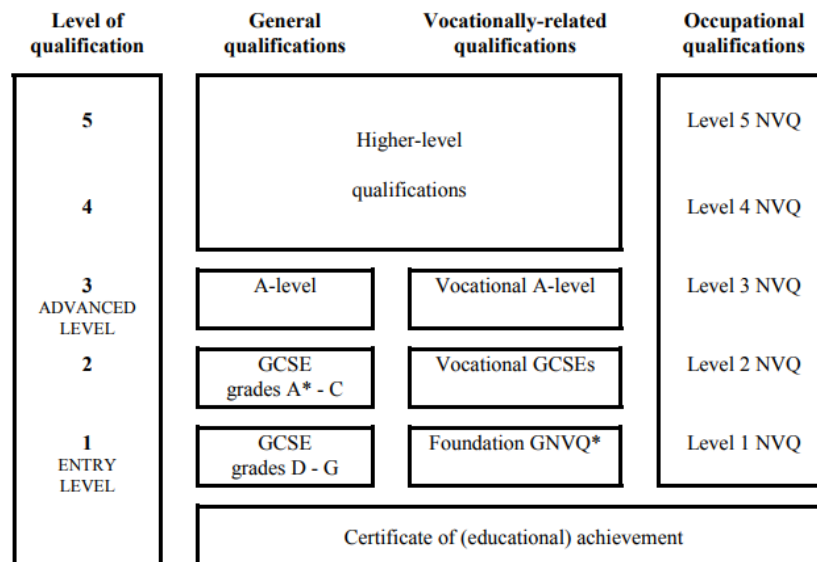 Level of qualification
General qualifications
Vocationally-related qualifications
Occupational qualifications
5
Higher-level
qualifications
Level 5 NVQ
4
Level 4 NVQ
3
ADVANCED
LEVEL
A-level
Vocational A-level
Level 3 NVQ
2
GCSE
grades A* - C
Vocational GCSEs
Level 2 NVQ
1
ENTRY
LEVEL
GCSE
grades D - G
Foundation GNVQ*
Level 1 NVQ
Certificate of (educational) achievement